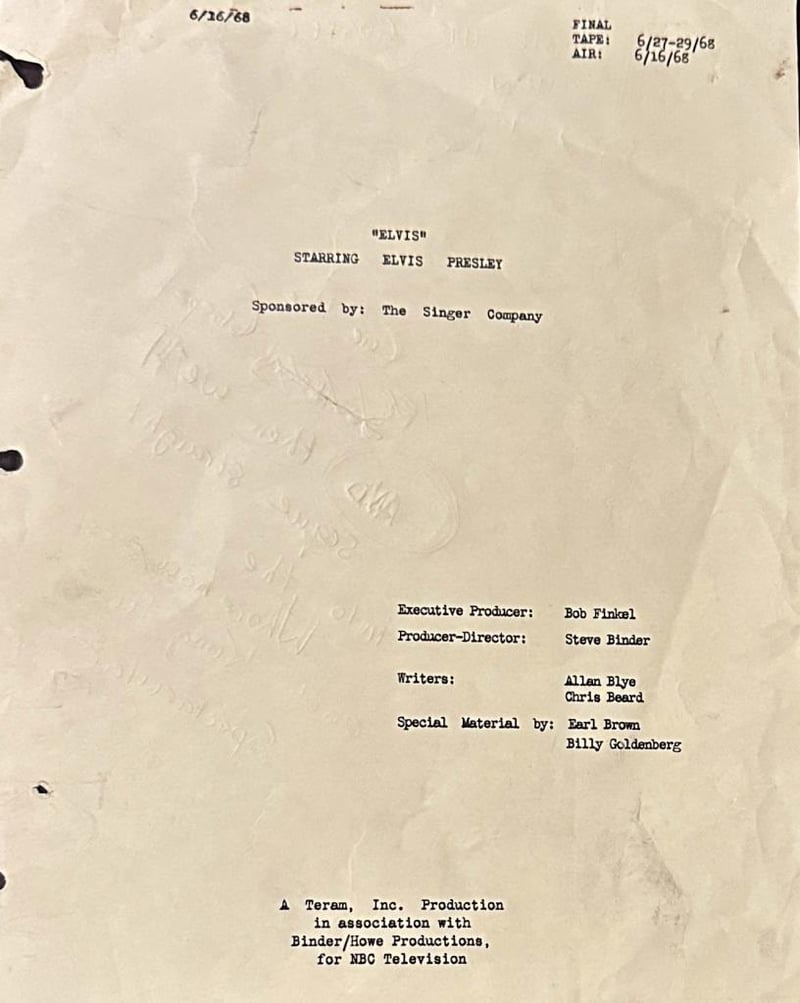 6/16/68
FINAL
TAPE: 6/27-29/68
AIR: 6/16/68
"ELVIS"
STARRING ELVIS PRESLEY
Sponsored by: The Singer Company
AND
Executive Producer: Bob Finkel
Producer-Director: Steve Binder
Writers: Allan Blye
Chris Beard
Special Material by: Earl Brown
Billy Goldenberg
A Teram, Inc. Production
in association with
Binder/Howe Productions,
for NBC Television